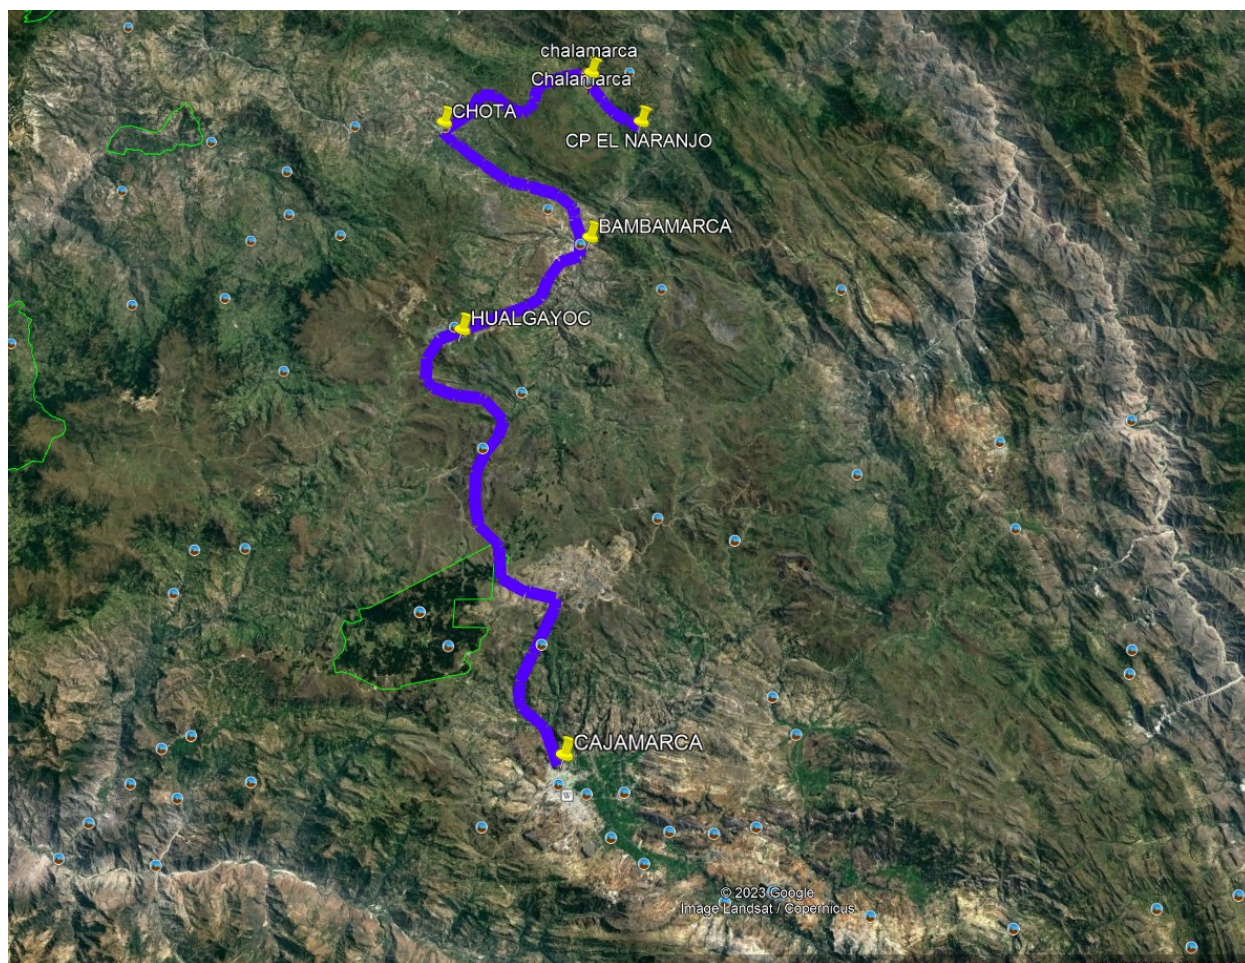 chalamarca
Chalamarca
CHOTA
CP EL NARANJO
BAMBAMARCA
HUALGAYOC
CAJAMARCA
© 2023 Google
Image Landsat / Copernicus